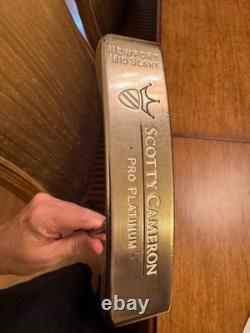 NEWPORT
MID SLANT
SCOTTY CAMERON
PRO PLATINUM